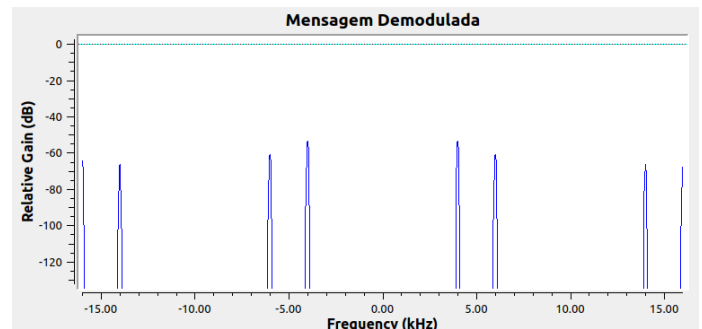 Mensagem Demodulada
Relative Gain (dB)
0
-20
-40
-60
-80
-100
-120
-15.00 -10.00 -5.00 0.00 5.00 10.00 15.00
Frequency (kHz)